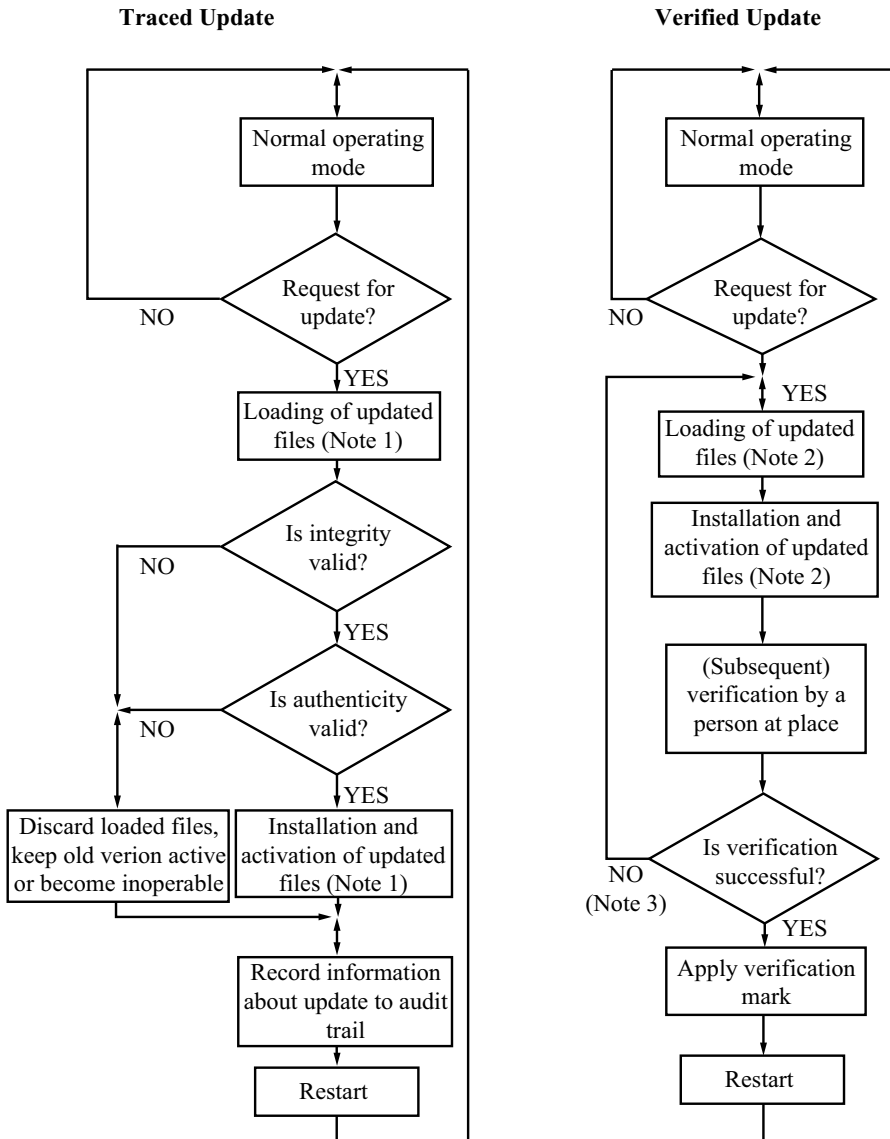 Traced Update
Normal operating
mode
Request for
update?
NO
YES
Loading of updated
files (Note 1)
Is integrity
valid?
NO
YES
Is authenticity
valid?
NO
YES
Discard loaded files,
keep old verion active
or become inoperable
Installation and
activation of updated
files (Note 1)
Record information
about update to audit
trail
Restart
Verified Update
Normal operating
mode
Request for
update?
NO
YES
Loading of updated
files (Note 2)
Installation and
activation of updated
files (Note 2)
(Subsequent)
verification by a
person at place
Is verification
successful?
NO
(Note 3)
YES
Apply verification
mark
Restart